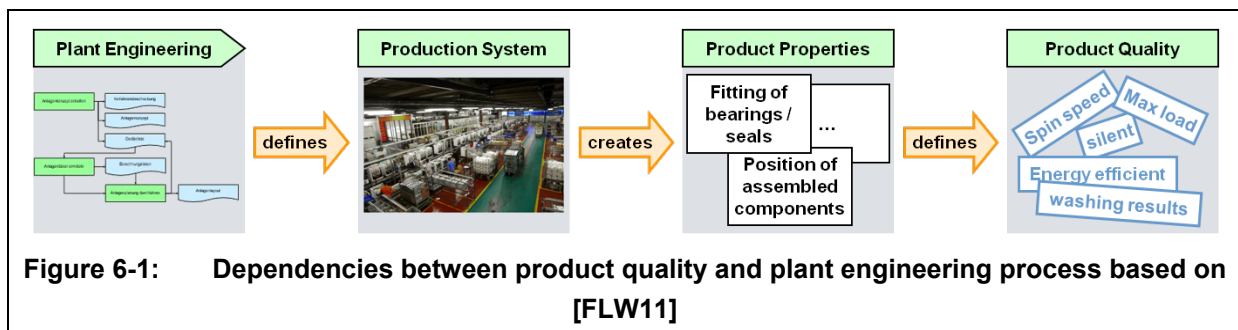 Plant Engineering
Production System
Product Properties
Product Quality
defines
creates
Fitting of
bearings /
seals
...
Position of
assembled
components
defines
Spin speed
Max load
silent
Energy efficient
washing results
Figure 6-1: Dependencies between product quality and plant engineering process based on
[FLW11]